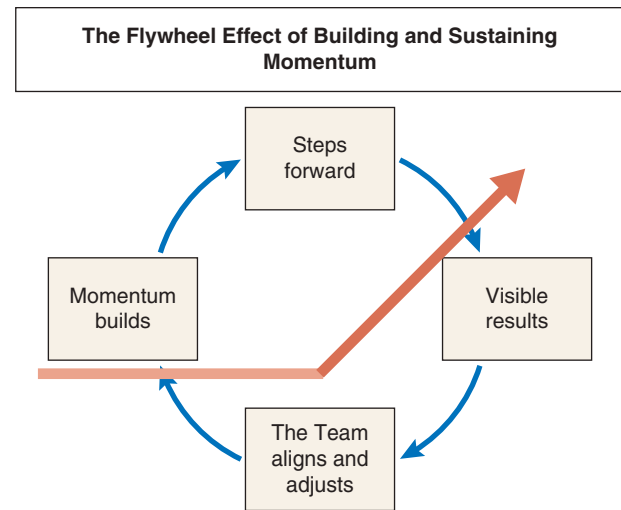 The Flywheel Effect of Building and Sustaining
Momentum
Steps
forward
Momentum
builds
Visible
results
The Team
aligns and
adjusts